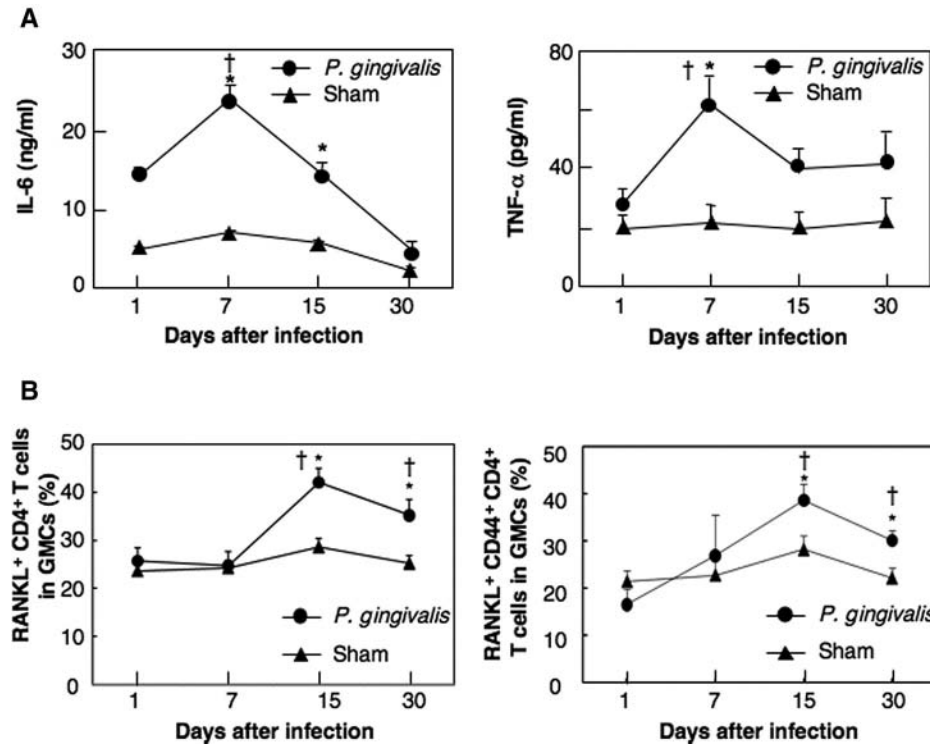 A
IL-6 (ng/ml)
30
20
10
0
†
*
*
P. gingivalis
Sham
1 7 15 30
Days after infection
TNF-α (pg/ml)
80
60
40
20
0
† *
P. gingivalis
Sham
1 7 15 30
Days after infection
B
RANKL+ CD4+ T cells
in GMCs (%)
50
40
30
20
10
0
† *
†
*
P. gingivalis
Sham
1 7 15 30
Days after infection
RANKL+ CD44+ CD4+
T cells in GMCs (%)
50
40
30
20
10
0
†
*
†
*
P. gingivalis
Sham
1 7 15 30
Days after infection